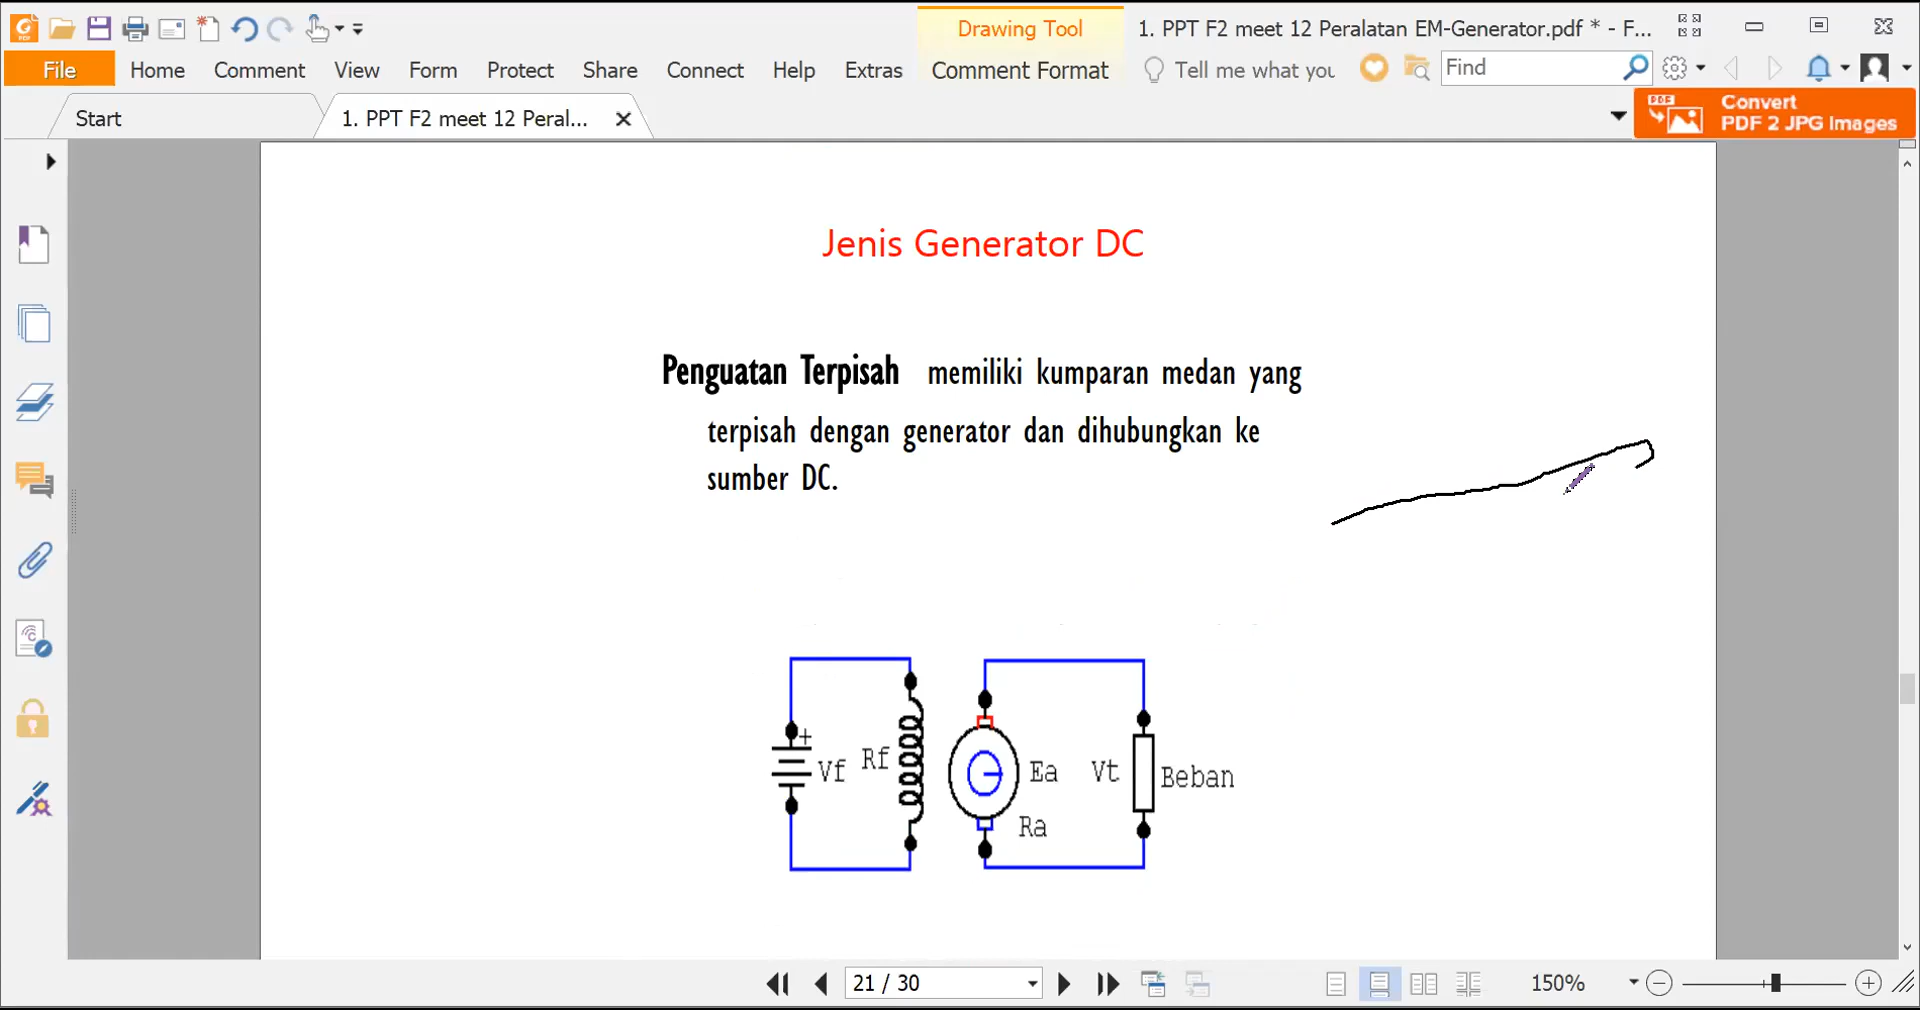 Drawing Tool
1. PPT F2 meet 12 Peralatan EM-Generator.pdf * - F...
File
Home
Comment
View
Form
Protect
Share
Connect
Help
Extras
Comment Format
Tell me what you
Find
Start
1. PPT F2 meet 12 Peral...
PDF
Convert
PDF 2 JPG Images
Jenis Generator DC
Penguatan Terpisah memiliki kumparan medan yang
terpisah dengan generator dan dihubungkan ke
sumber DC.
+
Vf
Rf
Ea
Ra
Vt
Beban
21 / 30
150%